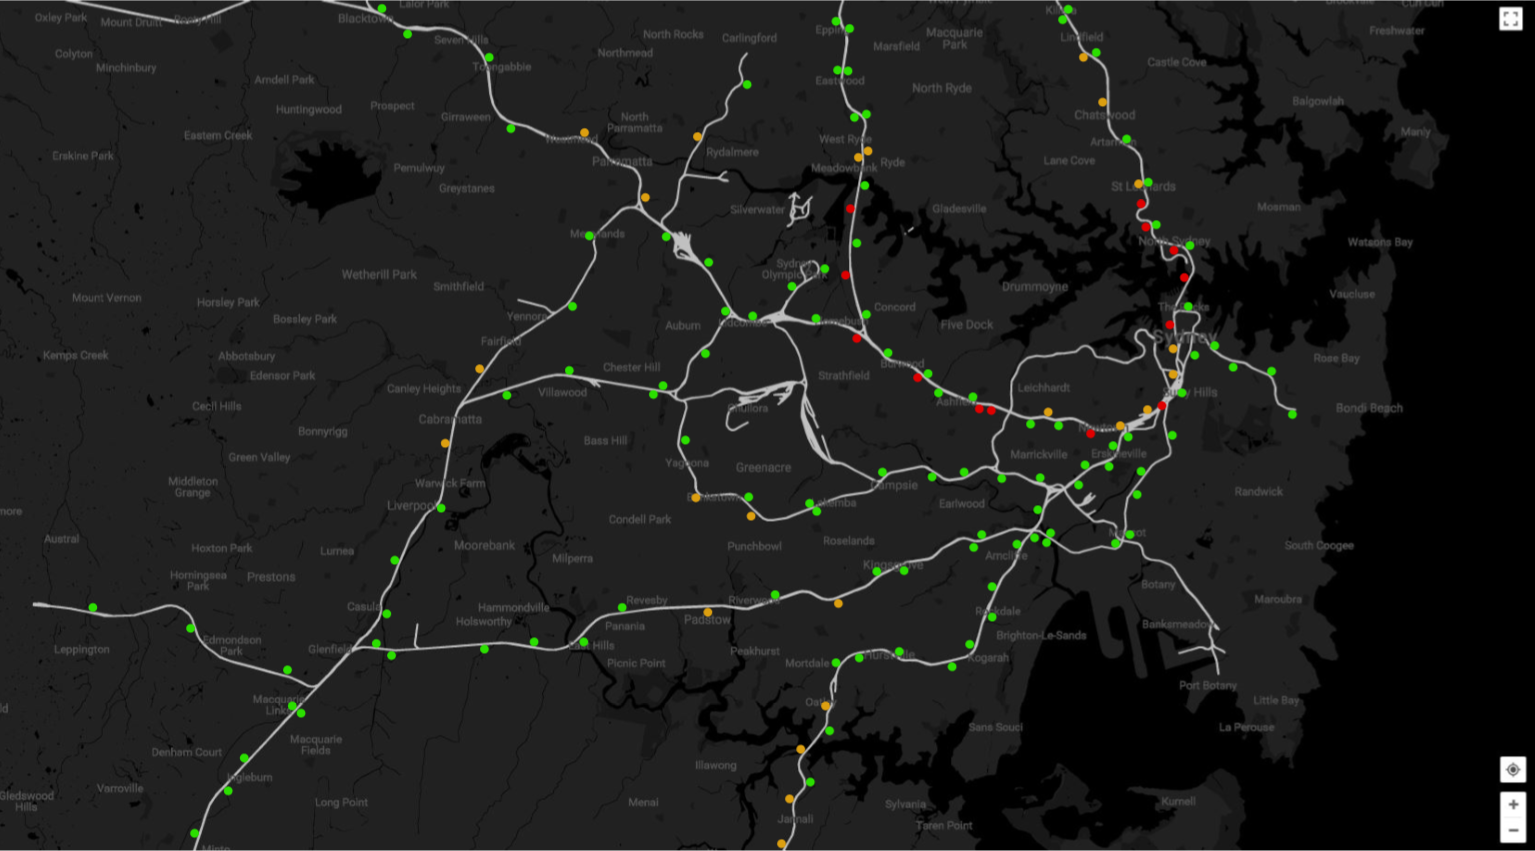 Lalor Park
Oxley Park
Mount Druitt
Rooty Hill
Blacktown
Kill
Freshwater
Seven Hills
North Rocks
Carlingford
Epping
Marsfield
Macquarie
Park
Lindfield
Colyton
Minchinbury
Toongabbie
Northmead
Castle Cove
Arndell Park
Eastwood
North Ryde
Balgowlah
Huntingwood
Prospect
Girraween
North
Parramatta
Chatswood
Manly
Eastern Creek
West Ryde
Artarmon
Erskine Park
Pemulwuy
Parramatta
Rydalmere
Meadowbank
Ryde
Lane Cove
Greystanes
St Leonards
Silverwater
Gladesville
Mosman
Merrylands
North Sydney
Watsons Bay
Wetherill Park
Sydney
Olympic Park
Smithfield
Drummoyne
Vaucluse
Mount Vernon
Horsley Park
Bossley Park
Yennora
Auburn
Lidcombe
Homebush
Concord
Five Dock
The Rocks
Sydney
Fairfield
Kemps Creek
Abbotsbury
Rose Bay
Edensor Park
Canley Heights
Chester Hill
Villawood
Strathfield
Burwood
Leichhardt
Surry Hills
Cecil Hills
Cabramatta
Chullora
Ashfield
Bondi Beach
Bonnyrigg
Bass Hill
Newtown
Green Valley
Yagoona
Greenacre
Marrickville
Erskineville
Middleton
Grange
Warwick Farm
Campsie
Randwick
Liverpool
Bankstown
Lakemba
Earlwood
more
Condell Park
Austral
Hoxton Park
Lurnea
Moorebank
Milperra
Punchbowl
Roselands
Arncliffe
Mascot
South Coogee
Horningsea
Park
Prestons
Kingsgrove
Botany
Casula
Hammondville
Holsworthy
Revesby
Panania
Riverwood
Padstow
Rockdale
Maroubra
Banksmeadow
Brighton-Le-Sands
Leppington
Edmondson
Park
Glenfield
East Hills
Picnic Point
Peakhurst
Mortdale
Hurstville
Kogarah
Port Botany
Macquarie
Links
Oatley
Little Bay
Sans Souci
La Perouse
Denham Court
Macquarie
Fields
Illawong
Varroville
Ingleburn
Gledswood
Hills
Long Point
Menai
Sylvania
Kurnell
Jannali
Taren Point
Minto